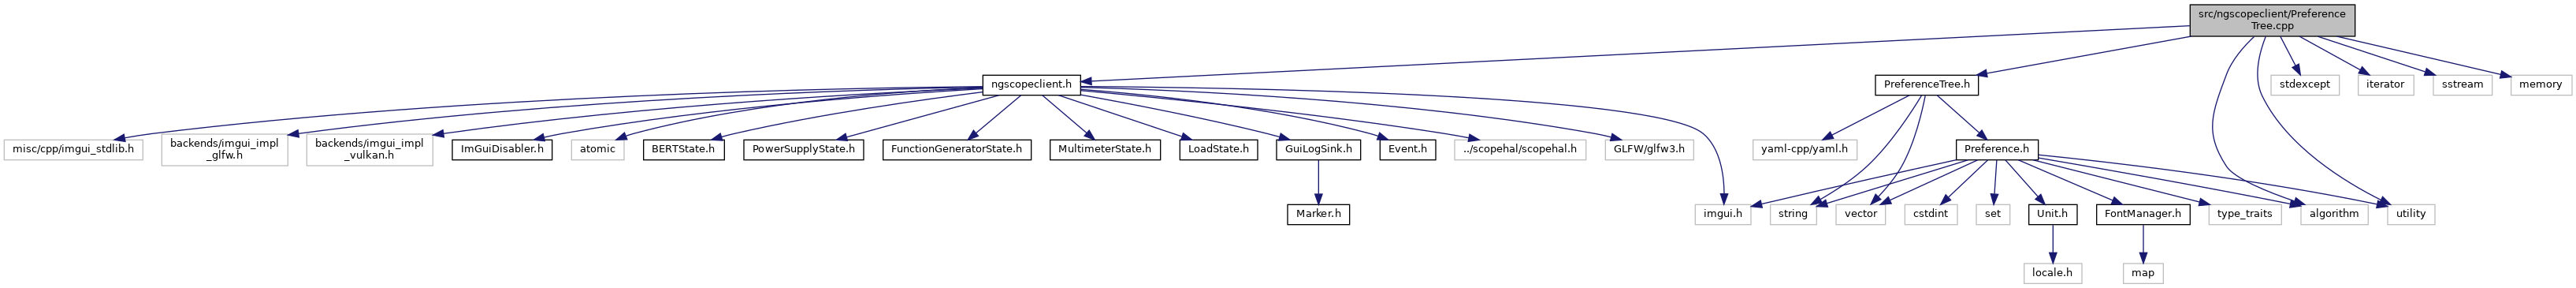 src/ngscopeclient/Preference
Tree.cpp
ngscopeclient.h
PreferenceTree.h
stdexcept
iterator
sstream
memory
misc/cpp/imgui_stdlib.h
backends/imgui_impl
_glfw.h
backends/imgui_impl
_vulkan.h
ImGuiDisabler.h
atomic
BERTState.h
PowerSupplyState.h
FunctionGeneratorState.h
MultimeterState.h
LoadState.h
GuiLogSink.h
Event.h
../scopehal/scopehal.h
GLFW/glfw3.h
yaml-cpp/yaml.h
Preference.h
Marker.h
imgui.h
string
vector
cstdint
set
Unit.h
FontManager.h
type_traits
algorithm
utility
locale.h
map